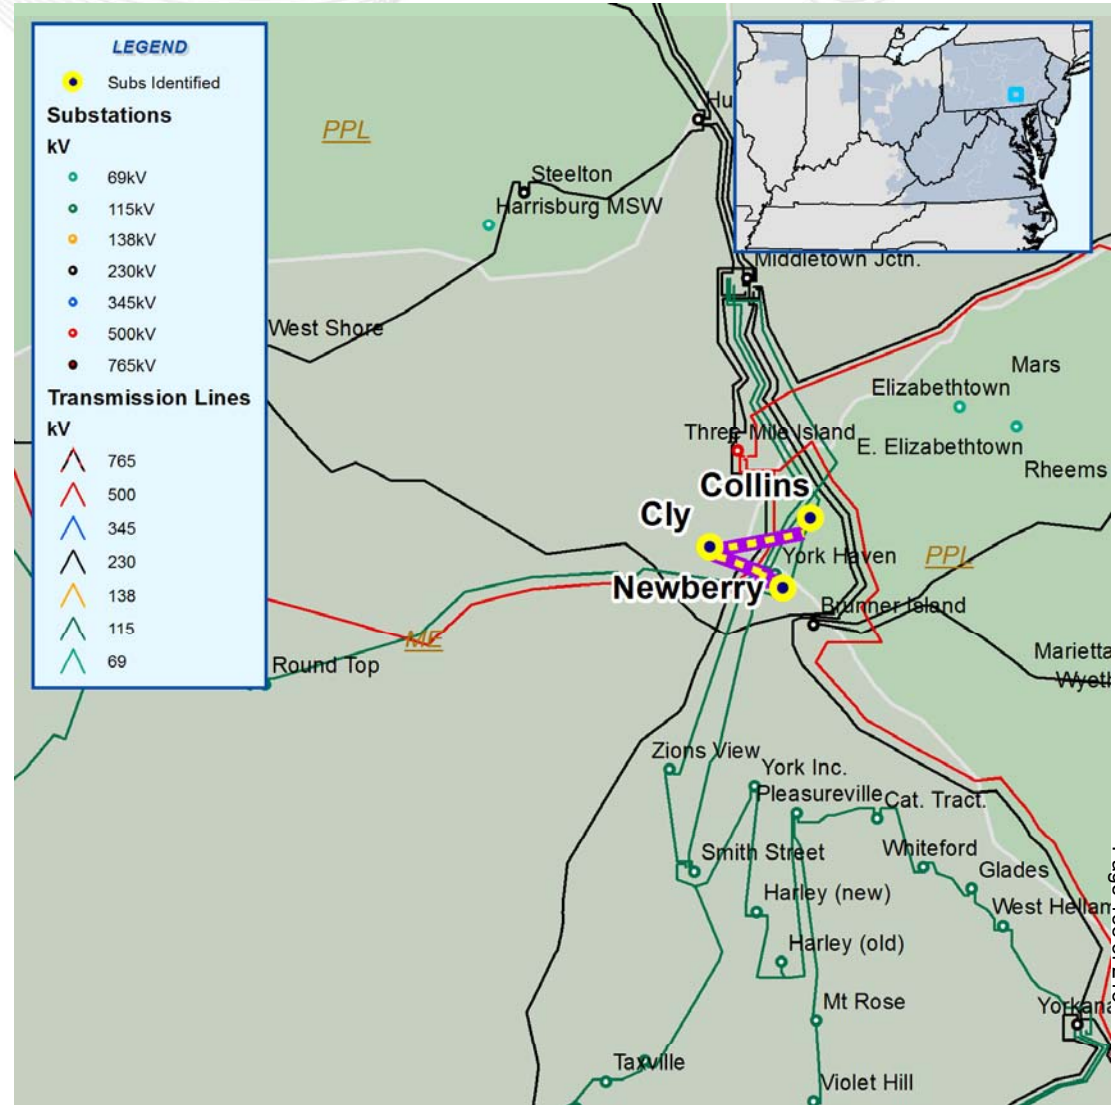 LEGEND
Subs Identified
Substations
kV
69kV
115kV
138kV
230kV
345kV
500kV
765kV
Transmission Lines
kV
765
500
345
230
138
115
69
PPL
Hu
Steelton
Harrisburg MSW
Middletown Jctn.
West Shore
Mars
Elizabethtown
Three Mile Island
E. Elizabethtown
Rheems
Collins
Cly
York Haven
PPL
Newberry
Brunner Island
ME
Round Top
Marietta
Wyeth
Zions View
York Inc.
Pleasureville
Cat. Tract.
Smith Street
Whiteford
Glades
Harley (new)
West Hellam
Harley (old)
Mt Rose
Yorkana
Taxville
Violet Hill